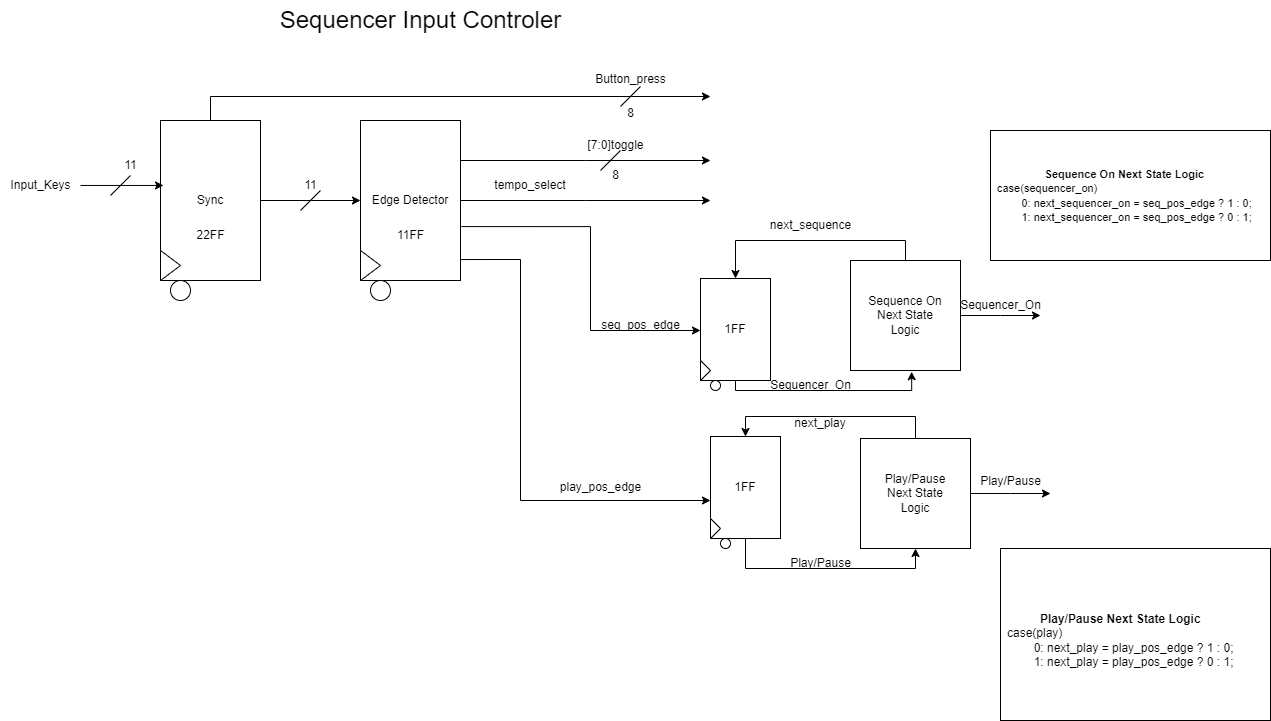 Sequencer Input Controler
Button_press
8
[7:0]toggle
8
tempo_select
Input_Keys
11
Sync
22FF
11
Edge Detector
11FF
next_sequence
seq_pos_edge
1FF
Sequence On
Next State
Logic
Sequencer_On
Sequencer_On
Sequence On Next State Logic
case(sequencer_on)
0: next_sequencer_on = seq_pos_edge ? 1 : 0;
1: next_sequencer_on = seq_pos_edge ? 0 : 1;
next_play
play_pos_edge
1FF
Play/Pause
Next State
Logic
Play/Pause
Play/Pause
Play/Pause Next State Logic
case(play)
0: next_play = play_pos_edge ? 1 : 0;
1: next_play = play_pos_edge ? 0 : 1;